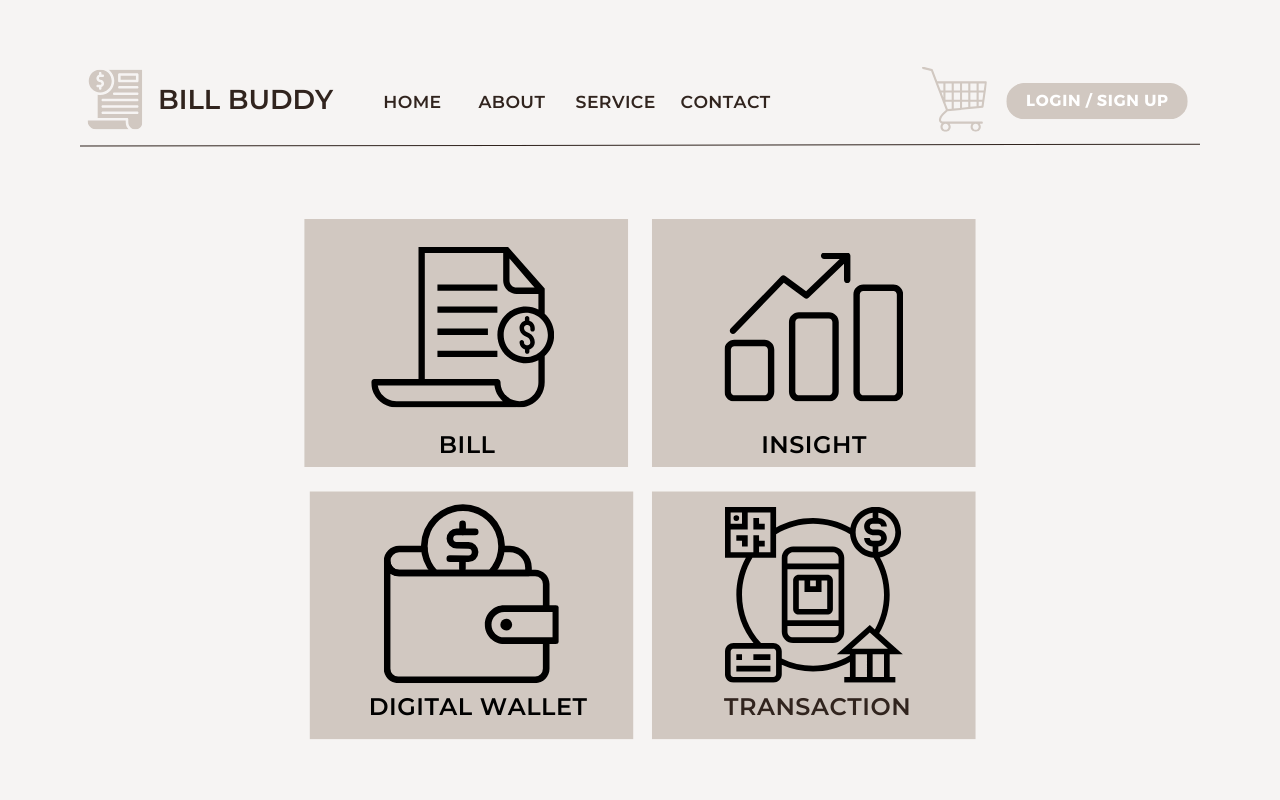 BILL BUDDY
HOME
ABOUT
SERVICE
CONTACT
LOGIN / SIGN UP
BILL
INSIGHT
DIGITAL WALLET
TRANSACTION